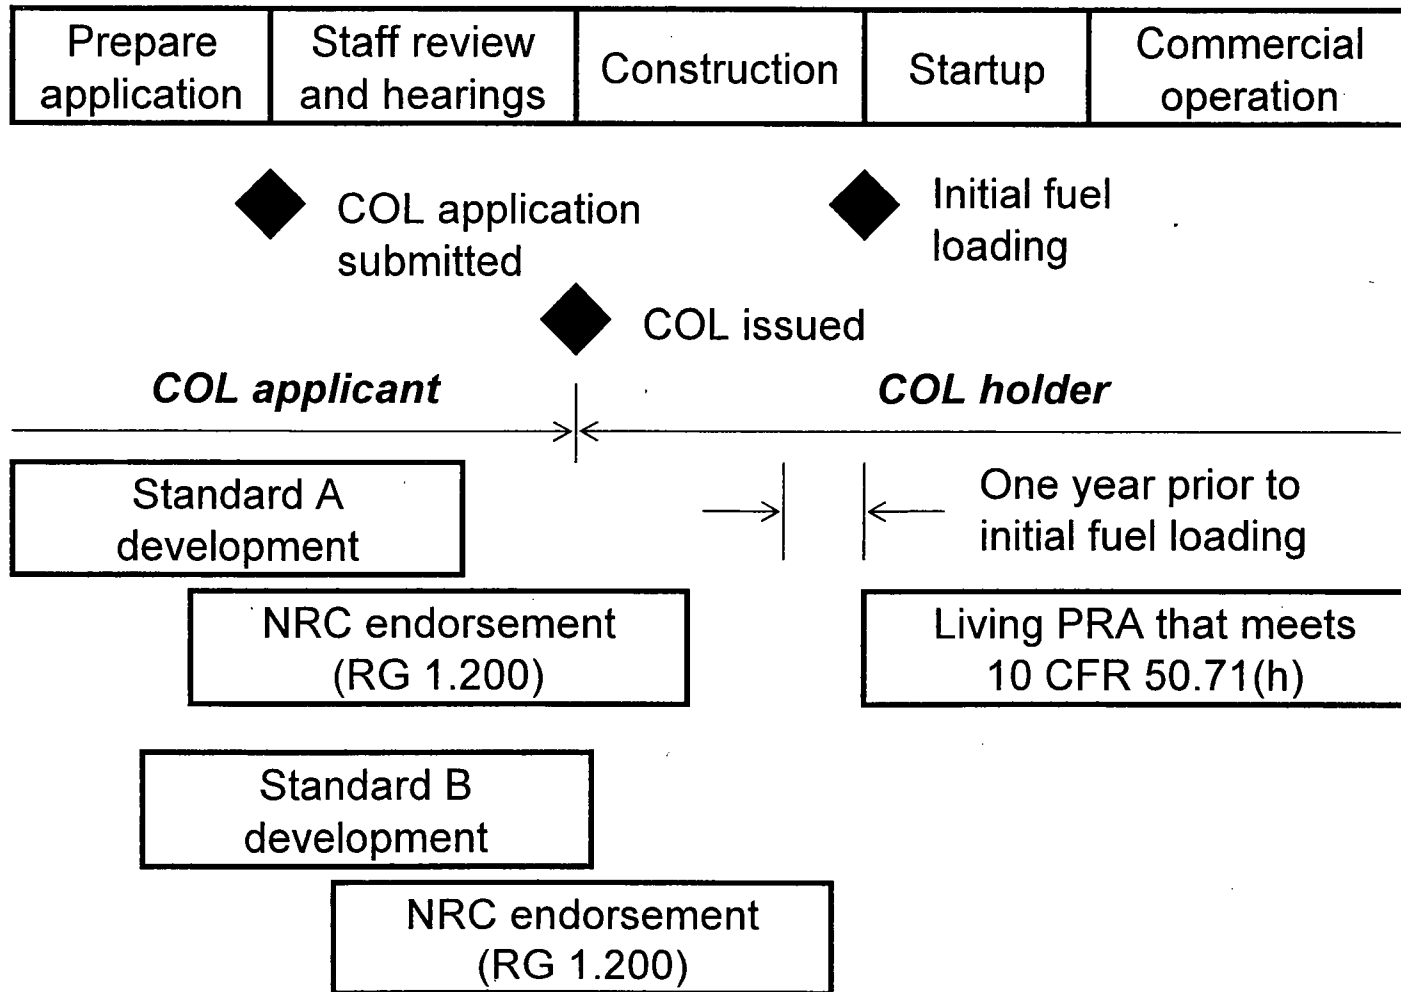 Prepare
application
Staff review
and hearings
Construction
Startup
Commercial
operation
COL application
submitted
Initial fuel
loading
COL issued
COL applicant
COL holder
Standard A
development
One year prior to
initial fuel loading
NRC endorsement
(RG 1.200)
Living PRA that meets
10 CFR 50.71(h)
Standard B
development
NRC endorsement
(RG 1.200)